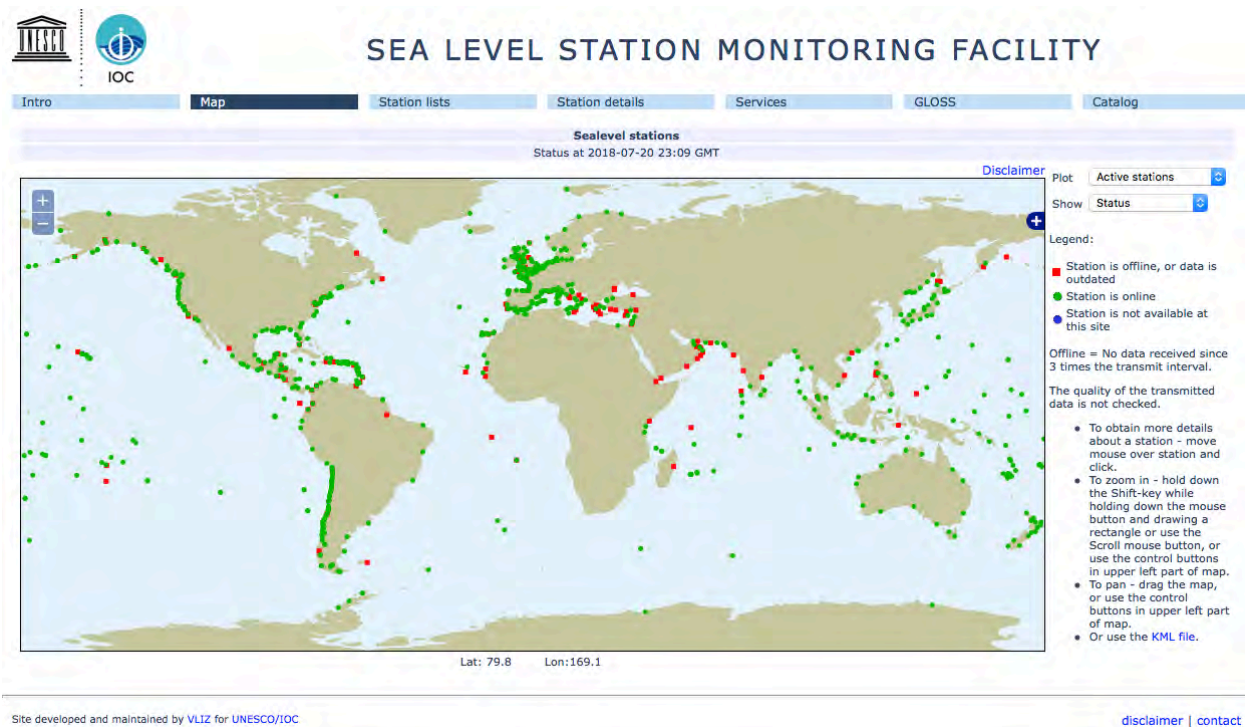 UNESCO
IOC
SEA LEVEL STATION MONITORING FACILITY
Intro
Map
Station lists
Station details
Services
GLOSS
Catalog
Sealevel stations
Status at 2018-07-20 23:09 GMT
Disclaimer
Plot Active stations
Show Status
+
−
+
Legend:
Station is offline, or data is
outdated
Station is online
Station is not available at
this site
Offline = No data received since
3 times the transmit interval.
The quality of the transmitted
data is not checked.
• To obtain more details
about a station - move
mouse over station and
click.
• To zoom in - hold down
the Shift-key while
holding down the mouse
button and drawing a
rectangle or use the
Scroll mouse button, or
use the control buttons
in upper left part of map.
• To pan - drag the map,
or use the control
buttons in upper left part
of map.
• Or use the KML file.
Lat: 79.8 Lon:169.1
Site developed and maintained by VLIZ for UNESCO/IOC
disclaimer | contact